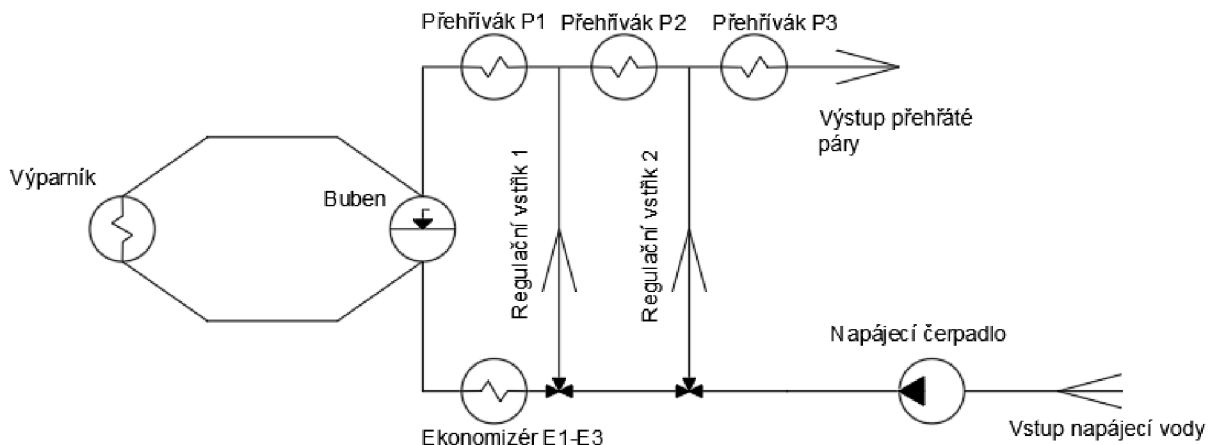 Přehřívák P1
Přehřívák P2
Přehřívák P3
Výstup přehřáté
páry
Výparník
Buben
Regulační vstřik 1
Regulační vstřik 2
Napájecí čerpadlo
Ekonomizér E1-E3
Vstup napájecí vody